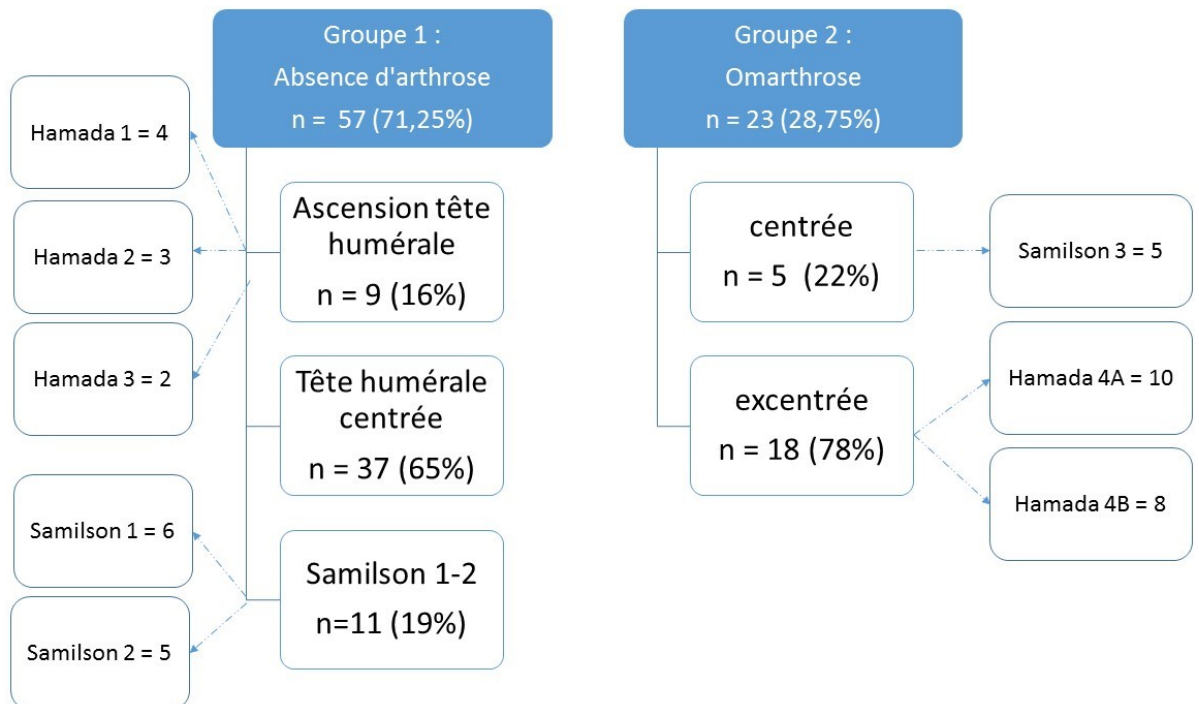 Groupe 1 :
Absence d'arthrose
n = 57 (71,25%)
Hamada 1 = 4
Hamada 2 = 3
Hamada 3 = 2
Ascension tête
humérale
n = 9 (16%)
Tête humérale
centrée
n = 37 (65%)
Samilson 1 = 6
Samilson 2 = 5
Samilson 1-2
n=11 (19%)
Groupe 2 :
Omarthrose
n = 23 (28,75%)
centrée
n = 5 (22%)
Samilson 3 = 5
excentrée
n = 18 (78%)
Hamada 4A = 10
Hamada 4B = 8